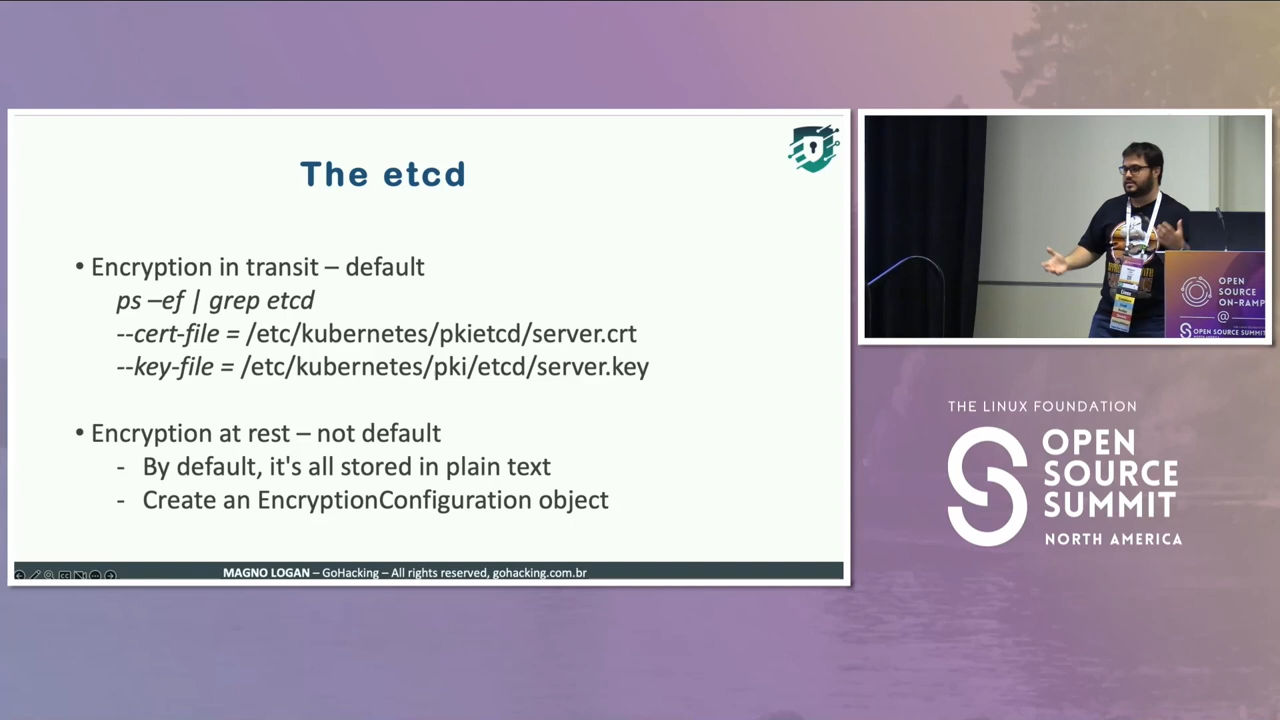 The etcd
• Encryption in transit – default
ps –ef | grep etcd
--cert-file = /etc/kubernetes/pkietcd/server.crt
--key-file = /etc/kubernetes/pki/etcd/server.key
• Encryption at rest – not default
- By default, it's all stored in plain text
- Create an EncryptionConfiguration object
MAGNO LOGAN – GoHacking – All rights reserved, gohacking.com.br
OPEN
SOURCE
ON-RAMP
@
OPEN SOURCE SUMMIT
THE LINUX FOUNDATION
OPEN
SOURCE
SUMMIT
NORTH AMERICA